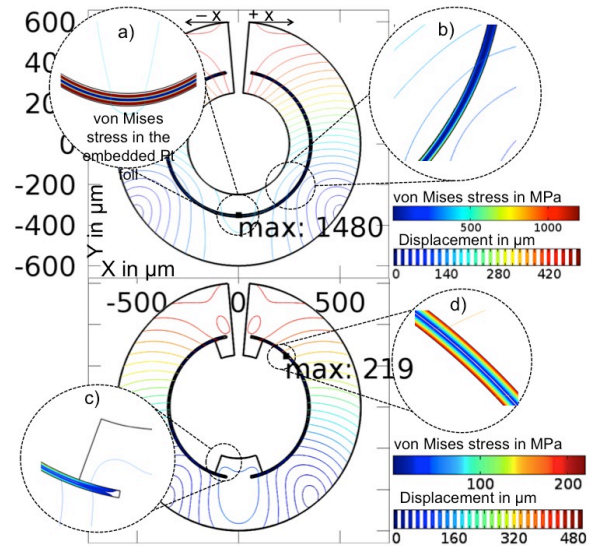 600
400
200
0
-200
-400
-600
Y in µm
– x
+ x
a)
von Mises
stress in the
embedded Pt
foil
b)
max: 1480
von Mises stress in MPa
500
1000
Displacement in µm
0
140
280
420
X in µm
-500
0
500
c)
d)
max: 219
von Mises stress in MPa
100
200
Displacement in µm
0
160
320
480